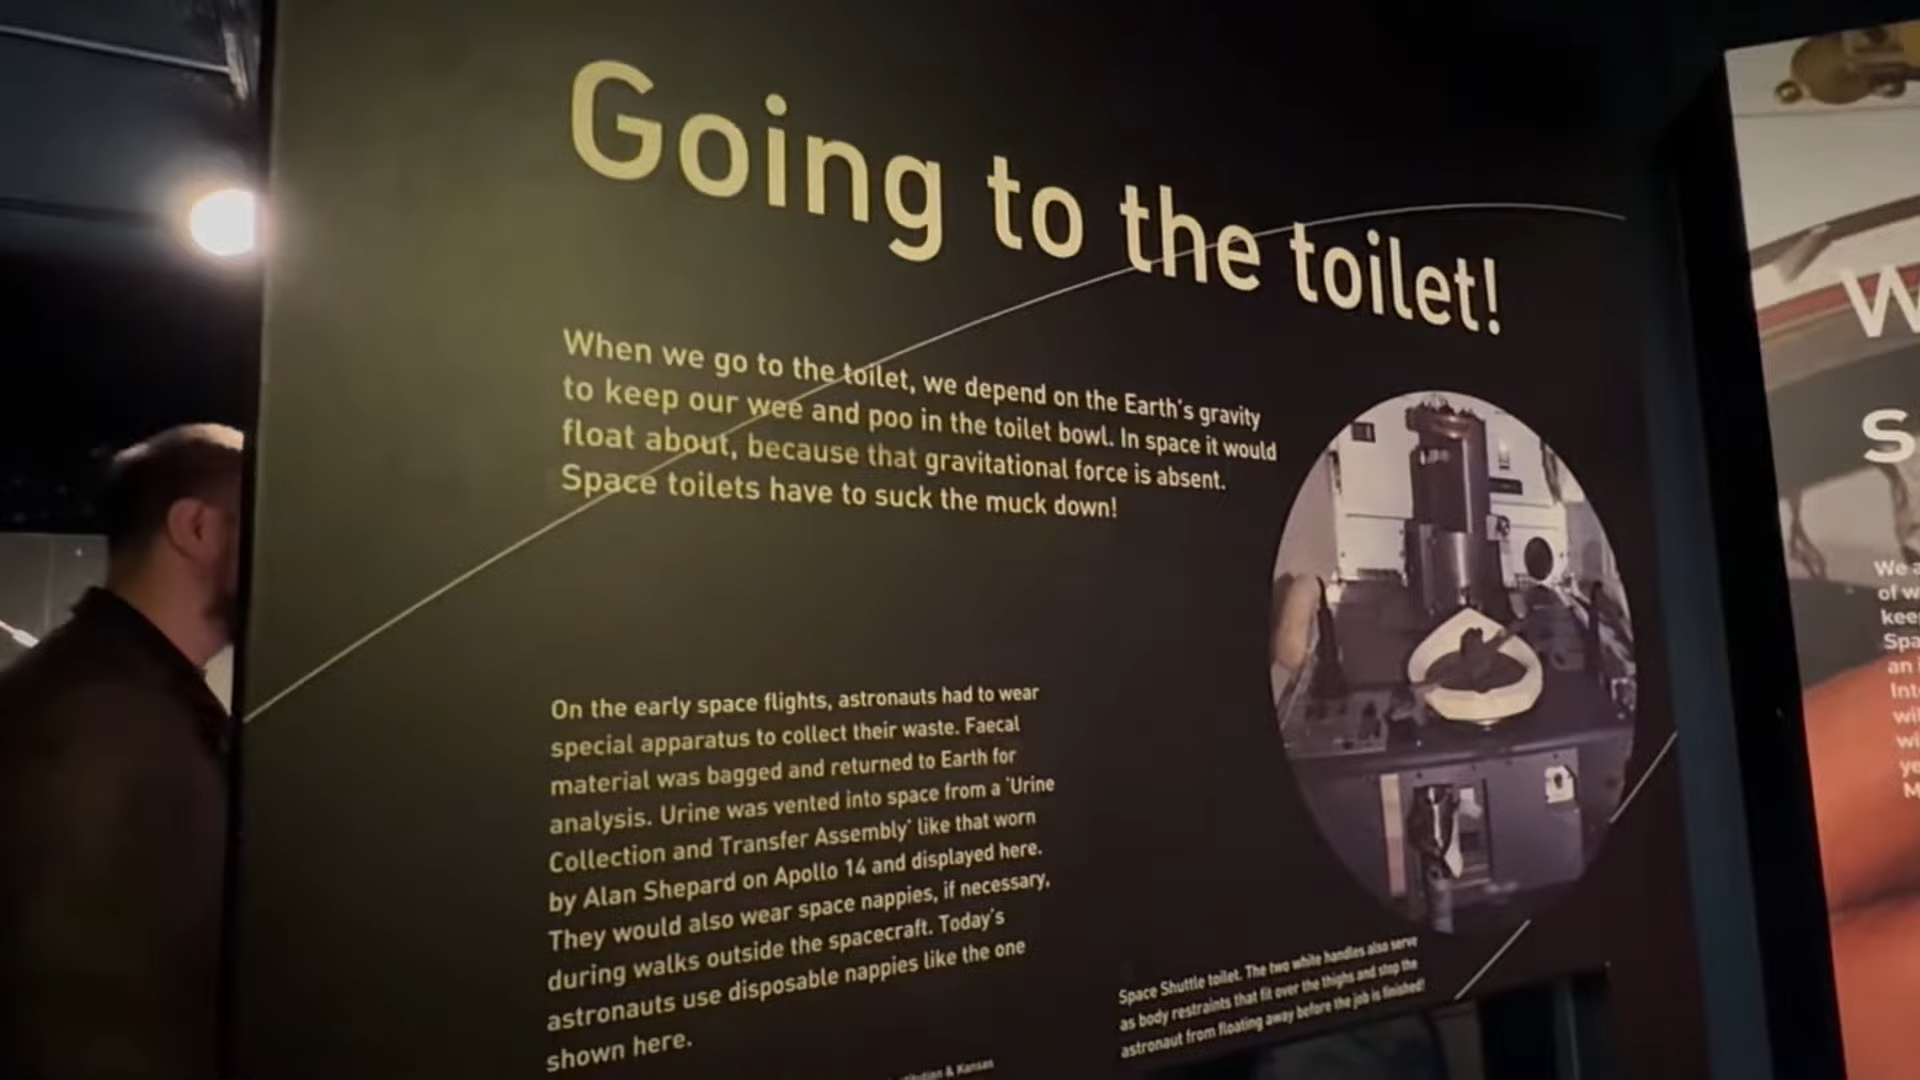 Going to the toilet!
When we go to the toilet, we depend on the Earth's gravity
to keep our wee and poo in the toilet bowl. In space it would
float about, because that gravitational force is absent.
Space toilets have to suck the muck down!
On the early space flights, astronauts had to wear
special apparatus to collect their waste. Faecal
material was bagged and returned to Earth for
analysis. Urine was vented into space from a 'Urine
Collection and Transfer Assembly' like that worn
by Alan Shepard on Apollo 14 and displayed here.
They would also wear space nappies, if necessary,
during walks outside the spacecraft. Today's
astronauts use disposable nappies like the one
shown here.
Space Shuttle toilet. The two white handles also serve
as body restraints that fit over the thighs and stop the
astronaut from floating away before the job is finished!
& Kansas
W
S
We
of